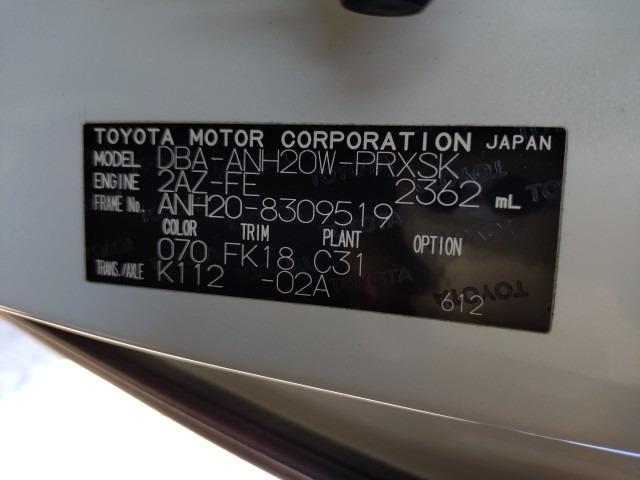 TOYOTA MOTOR CORPORATION JAPAN
MODEL DBA-ANH20W-PRXSK
ENGINE 2AZ-FE 2362 mL
FRAME No. ANH20-8309519
COLOR TRIM PLANT OPTION
070 FK18 C31
TRANS./AXLE K112 -02A
612
TOYOTA